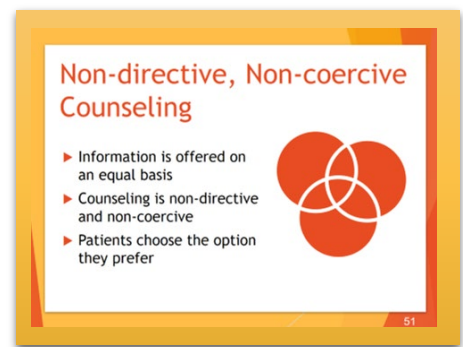 Non-directive, Non-coercive
Counseling
Information is offered on
an equal basis
Counseling is non-directive
and non-coercive
Patients choose the option
they prefer
51